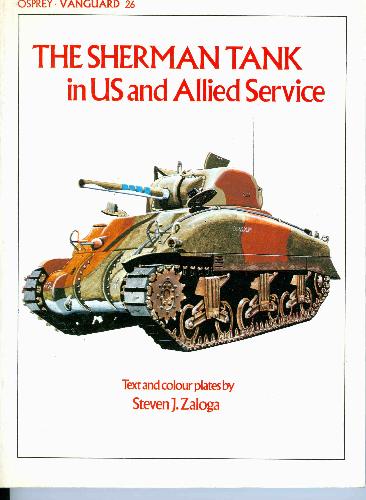 OSPREY · VANGUARD 26
THE SHERMAN TANK
in US and Allied Service
Text and colour plates by
Steven J. Zaloga